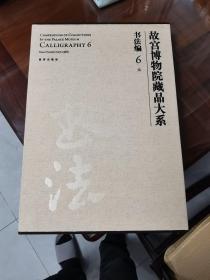 COMPENDIUM OF COLLECTIONS
IN THE PALACE MUSEUM
CALLIGRAPHY 6
故宫博物院藏品大系
书法编 6
书法